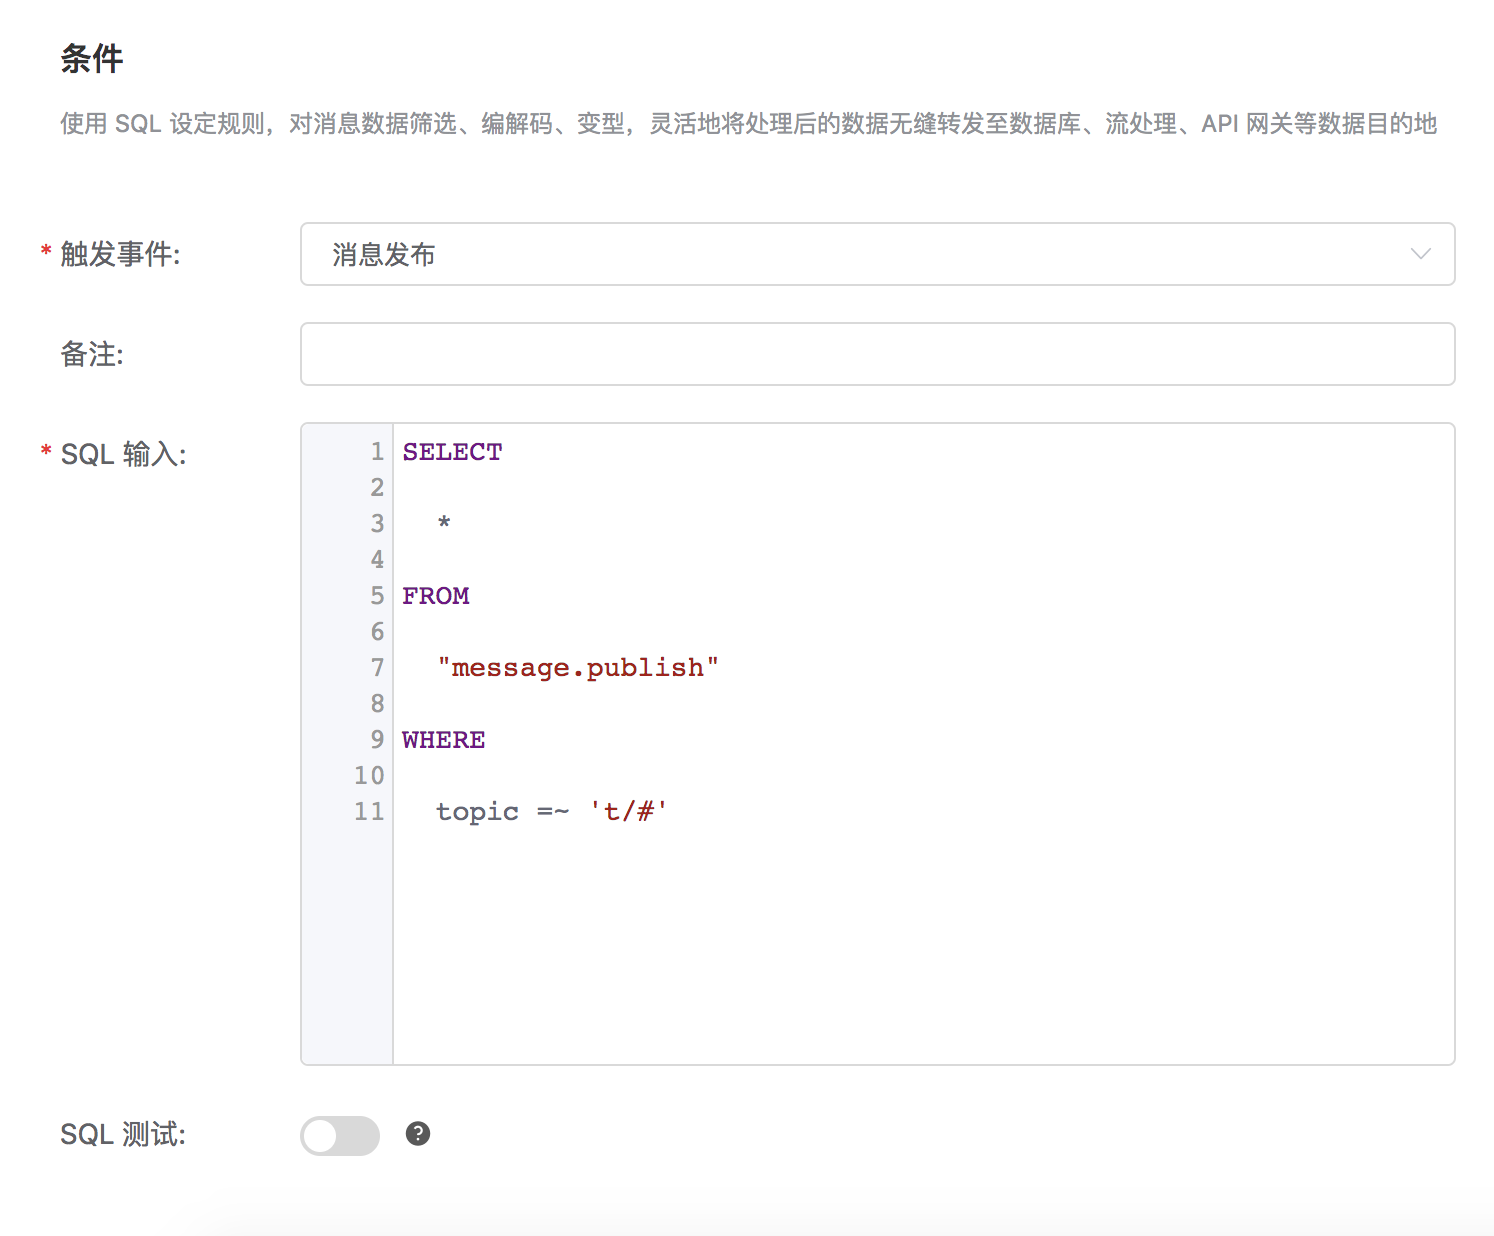 条件
使用 SQL 设定规则，对消息数据筛选、编解码、变型，灵活地将处理后的数据无缝转发至数据库、流处理、API 网关等数据目的地
* 触发事件: 消息发布
备注:
* SQL 输入:
1 SELECT
2
3 *
4
5 FROM
6
7 "message.publish"
8
9 WHERE
10
11 topic =~ 't/#'
SQL 测试: ?